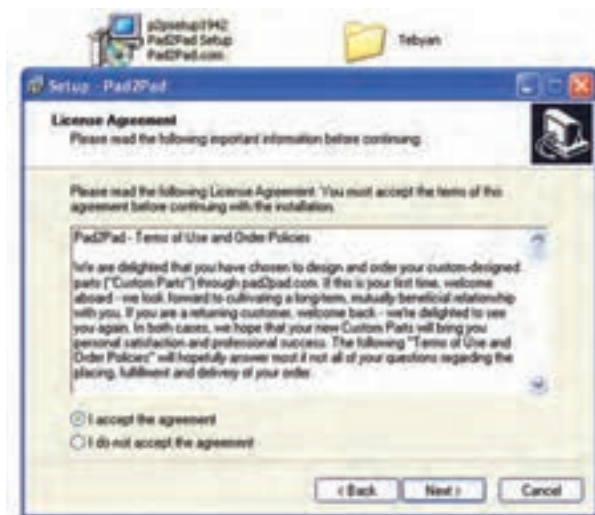 p2psetup1942
Pad2Pad Setup
Pad2Pad.com
Tebyan
Setup - Pad2Pad
License Agreement
Please read the following important information before continuing.
Please read the following License Agreement. You must accept the terms of this
agreement before continuing with the installation.
Pad2Pad - Terms of Use and Order Policies
We are delighted that you have chosen to design and order your custom-designed
parts ("Custom Parts") through pad2pad.com. If this is your first time, welcome
aboard - we look forward to cultivating a long-term, mutually beneficial relationship
with you. If you are a returning customer, welcome back - we're delighted to see
you again. In both cases, we hope that your new Custom Parts will bring you
personal satisfaction and professional success. The following "Terms of Use and
Order Policies" will hopefully answer most if not all of your questions regarding the
placing, fulfillment and delivery of your order.
I accept the agreement
I do not accept the agreement
< Back
Next >
Cancel